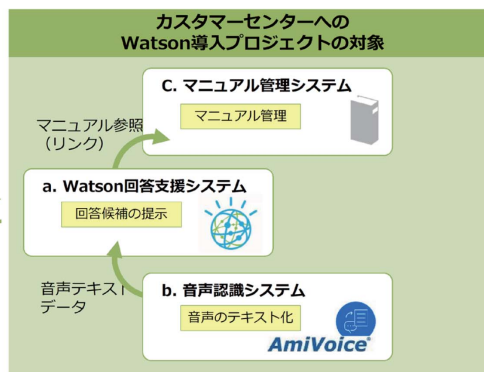 カスタマーセンターへの
Watson導入プロジェクトの対象
C. マニュアル管理システム
マニュアル管理
マニュアル参照
（リンク）
a. Watson回答支援システム
回答候補の提示
音声テキスト
データ
b. 音声認識システム
音声のテキスト化
AmiVoice®